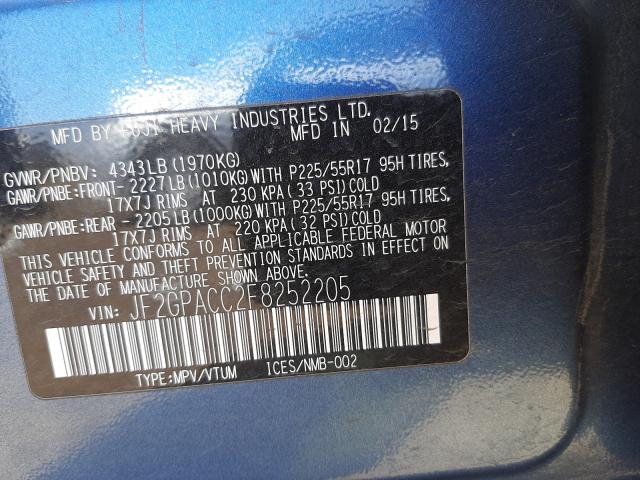 MFD BY FUJI HEAVY INDUSTRIES LTD.
MFD IN 02/15
GVWR/PNBV: 4343LB (1970KG)
GAWR/PNBE:FRONT- 2227LB (1010KG)WITH P225/55R17 95H TIRES,
17X7J RIMS AT 230 KPA( 33 PSI)COLD
GAWR/PNBE:REAR - 2205LB (1000KG)WITH P225/55R17 95H TIRES,
17X7J RIMS AT 220 KPA( 32 PSI)COLD
THIS VEHICLE CONFORMS TO ALL APPLICABLE FEDERAL MOTOR
VEHICLE SAFETY AND THEFT PREVENTION STANDARDS IN EFFECT ON
THE DATE OF MANUFACTURE SHOWN ABOVE.
VIN: JF2GPACC2F8252205
TYPE:MPV/VTUM ICES/NMB-002